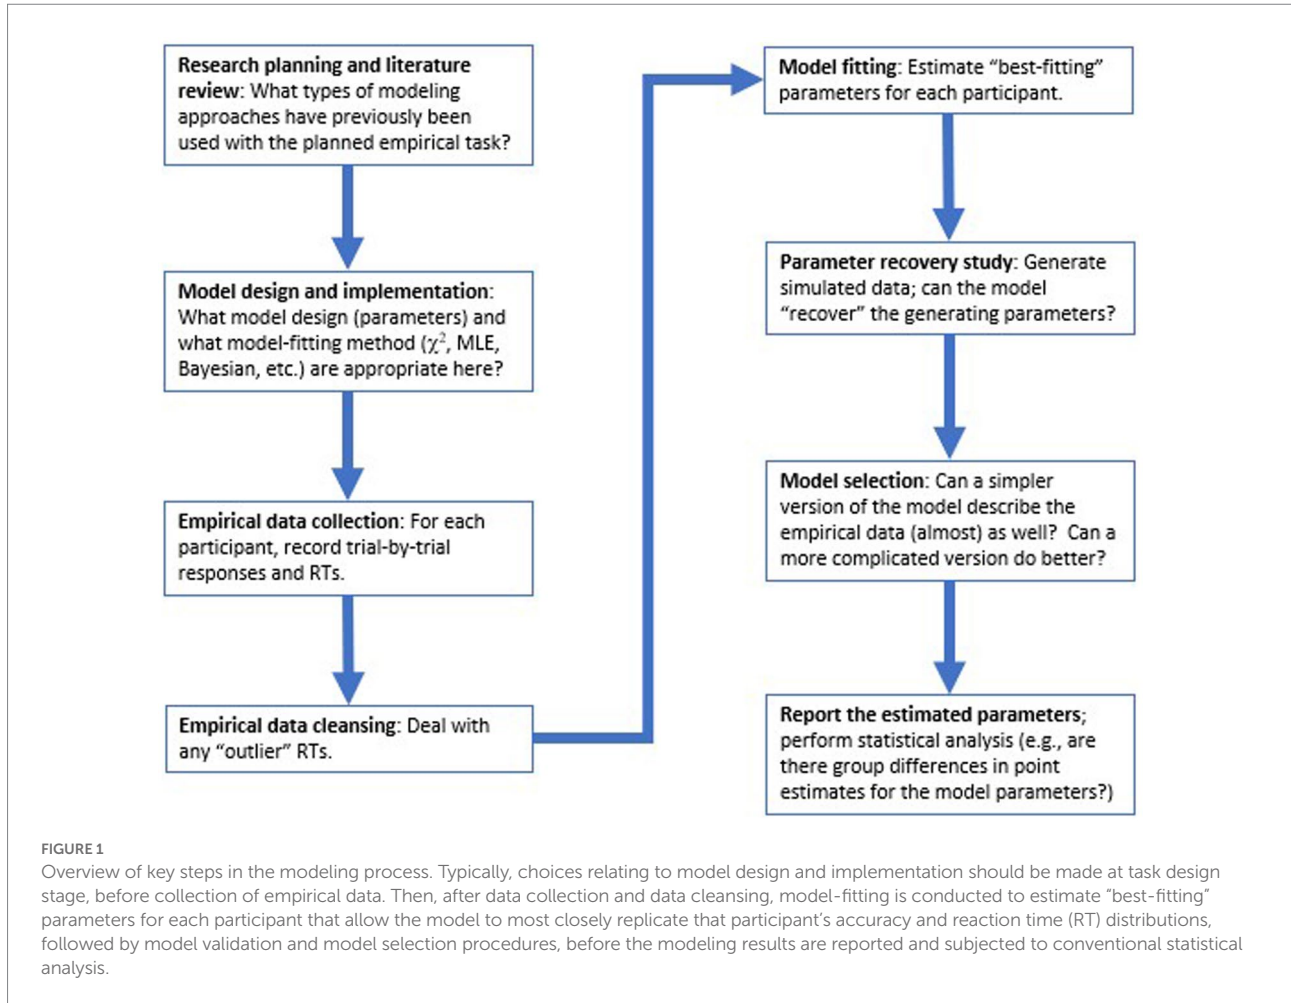 Research planning and literature
review: What types of modeling
approaches have previously been
used with the planned empirical task?
Model design and implementation:
What model design (parameters) and
what model-fitting method (χ², MLE,
Bayesian, etc.) are appropriate here?
Empirical data collection: For each
participant, record trial-by-trial
responses and RTs.
Empirical data cleansing: Deal with
any “outlier” RTs.
Model fitting: Estimate “best-fitting”
parameters for each participant.
Parameter recovery study: Generate
simulated data; can the model
“recover” the generating parameters?
Model selection: Can a simpler
version of the model describe the
empirical data (almost) as well?  Can a
more complicated version do better?
Report the estimated parameters;
perform statistical analysis (e.g., are
there group differences in point
estimates for the model parameters?)
FIGURE 1
Overview of key steps in the modeling process. Typically, choices relating to model design and implementation should be made at task design
stage, before collection of empirical data. Then, after data collection and data cleansing, model-fitting is conducted to estimate “best-fitting”
parameters for each participant that allow the model to most closely replicate that participant’s accuracy and reaction time (RT) distributions,
followed by model validation and model selection procedures, before the modeling results are reported and subjected to conventional statistical
analysis.